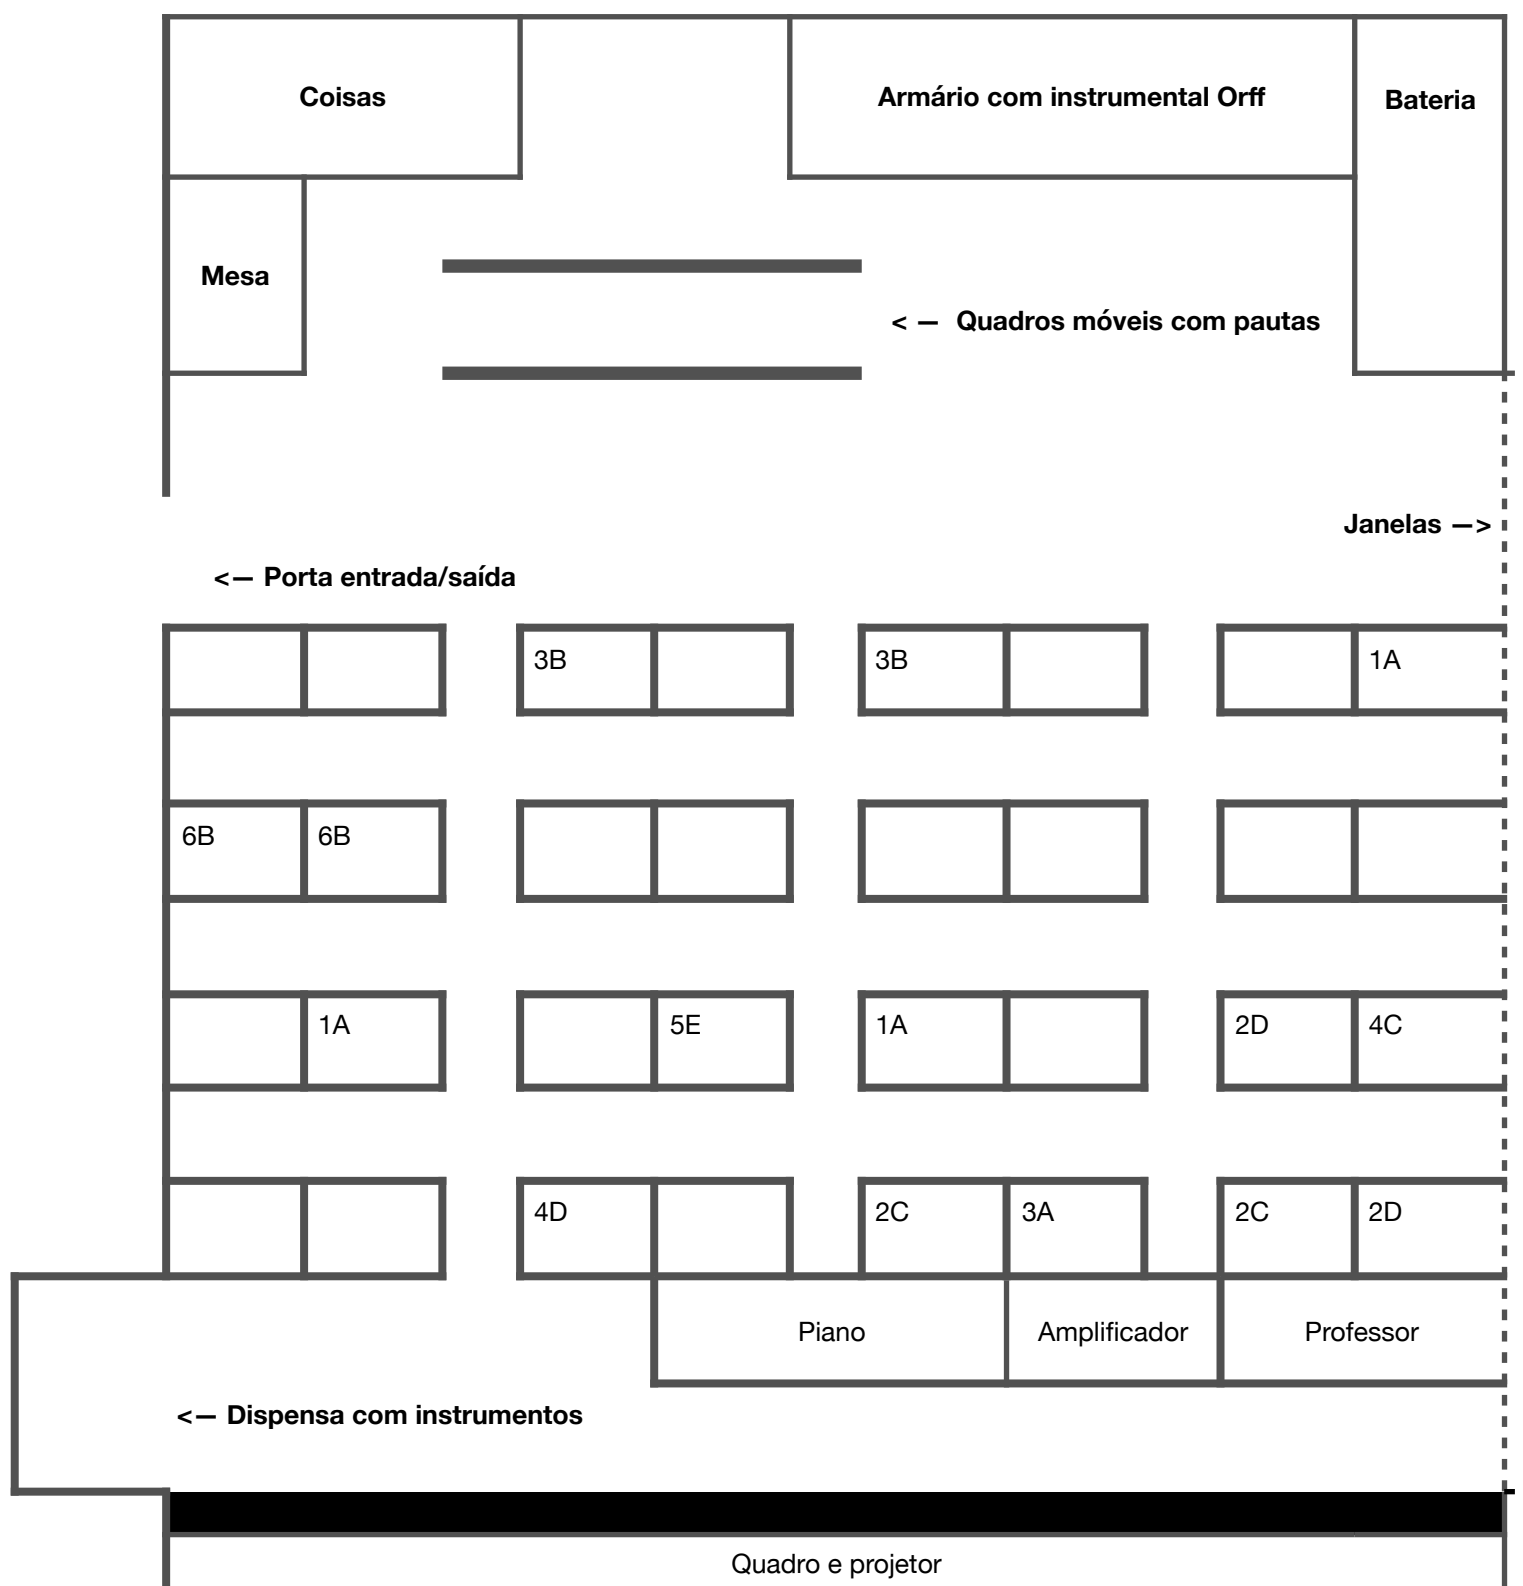 Coisas
Armário com instrumental Orff
Bateria
Mesa
< — Quadros móveis com pautas
Janelas —>
<— Porta entrada/saída
3B
3B
1A
6B
6B
1A
5E
1A
2D
4C
4D
2C
3A
2C
2D
Piano
Amplificador
Professor
<— Dispensa com instrumentos
Quadro e projetor